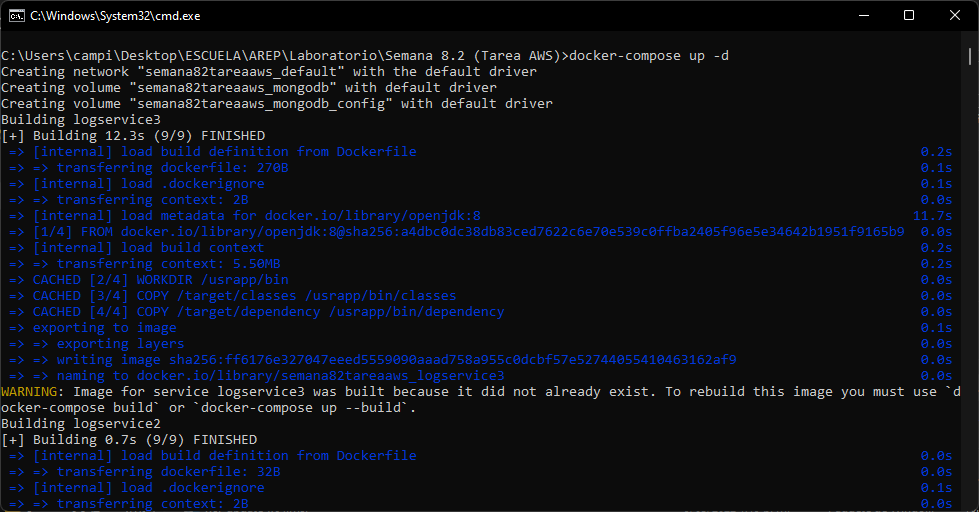 C:\Windows\System32\cmd.exe
C:\Users\campi\Desktop\ESCUELA\AREP\Laboratorio\Semana 8.2 (Tarea AWS)>docker-compose up -d
Creating network "semana82tareaaws_default" with the default driver
Creating volume "semana82tareaaws_mongodb" with default driver
Creating volume "semana82tareaaws_mongodb_config" with default driver
Building logservice3
[+] Building 12.3s (9/9) FINISHED
=> [internal] load build definition from Dockerfile 0.2s
=> => transferring dockerfile: 270B 0.1s
=> [internal] load .dockerignore 0.1s
=> => transferring context: 2B 0.0s
=> [internal] load metadata for docker.io/library/openjdk:8 11.7s
=> [1/4] FROM docker.io/library/openjdk:8@sha256:a4dbc0dc38db83ced7622c6e70e539c0ffba2405f96e5e34642b1951f9165b9 0.0s
=> [internal] load build context 0.2s
=> => transferring context: 5.50MB 0.2s
=> CACHED [2/4] WORKDIR /usrapp/bin 0.0s
=> CACHED [3/4] COPY /target/classes /usrapp/bin/classes 0.0s
=> CACHED [4/4] COPY /target/dependency /usrapp/bin/dependency 0.0s
=> exporting to image 0.1s
=> => exporting layers 0.0s
=> => writing image sha256:ff6176e327047eeed5559090aaad758a955c0dcbf57e52744055410463162af9 0.0s
=> => naming to docker.io/library/semana82tareaaws_logservice3 0.0s
WARNING: Image for service logservice3 was built because it did not already exist. To rebuild this image you must use `d
ocker-compose build` or `docker-compose up --build`.
Building logservice2
[+] Building 0.7s (9/9) FINISHED
=> [internal] load build definition from Dockerfile 0.0s
=> => transferring dockerfile: 32B 0.0s
=> [internal] load .dockerignore 0.1s
=> => transferring context: 2B 0.0s